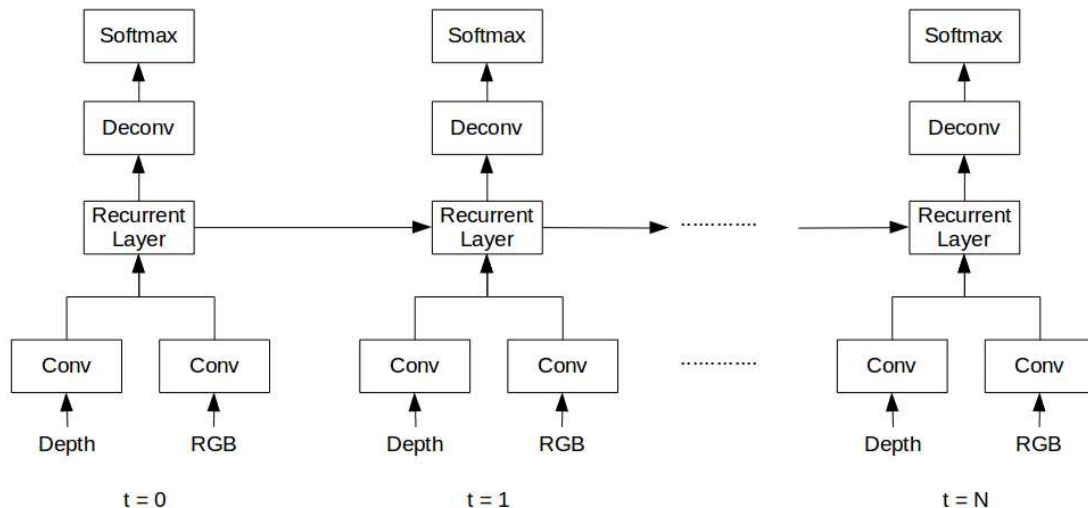 Softmax Softmax Softmax
Deconv Deconv Deconv
Recurrent Recurrent ............ Recurrent
Layer Layer Layer
Conv Conv Conv Conv ............ Conv Conv
Depth RGB Depth RGB Depth RGB
t = 0 t = 1 t = N